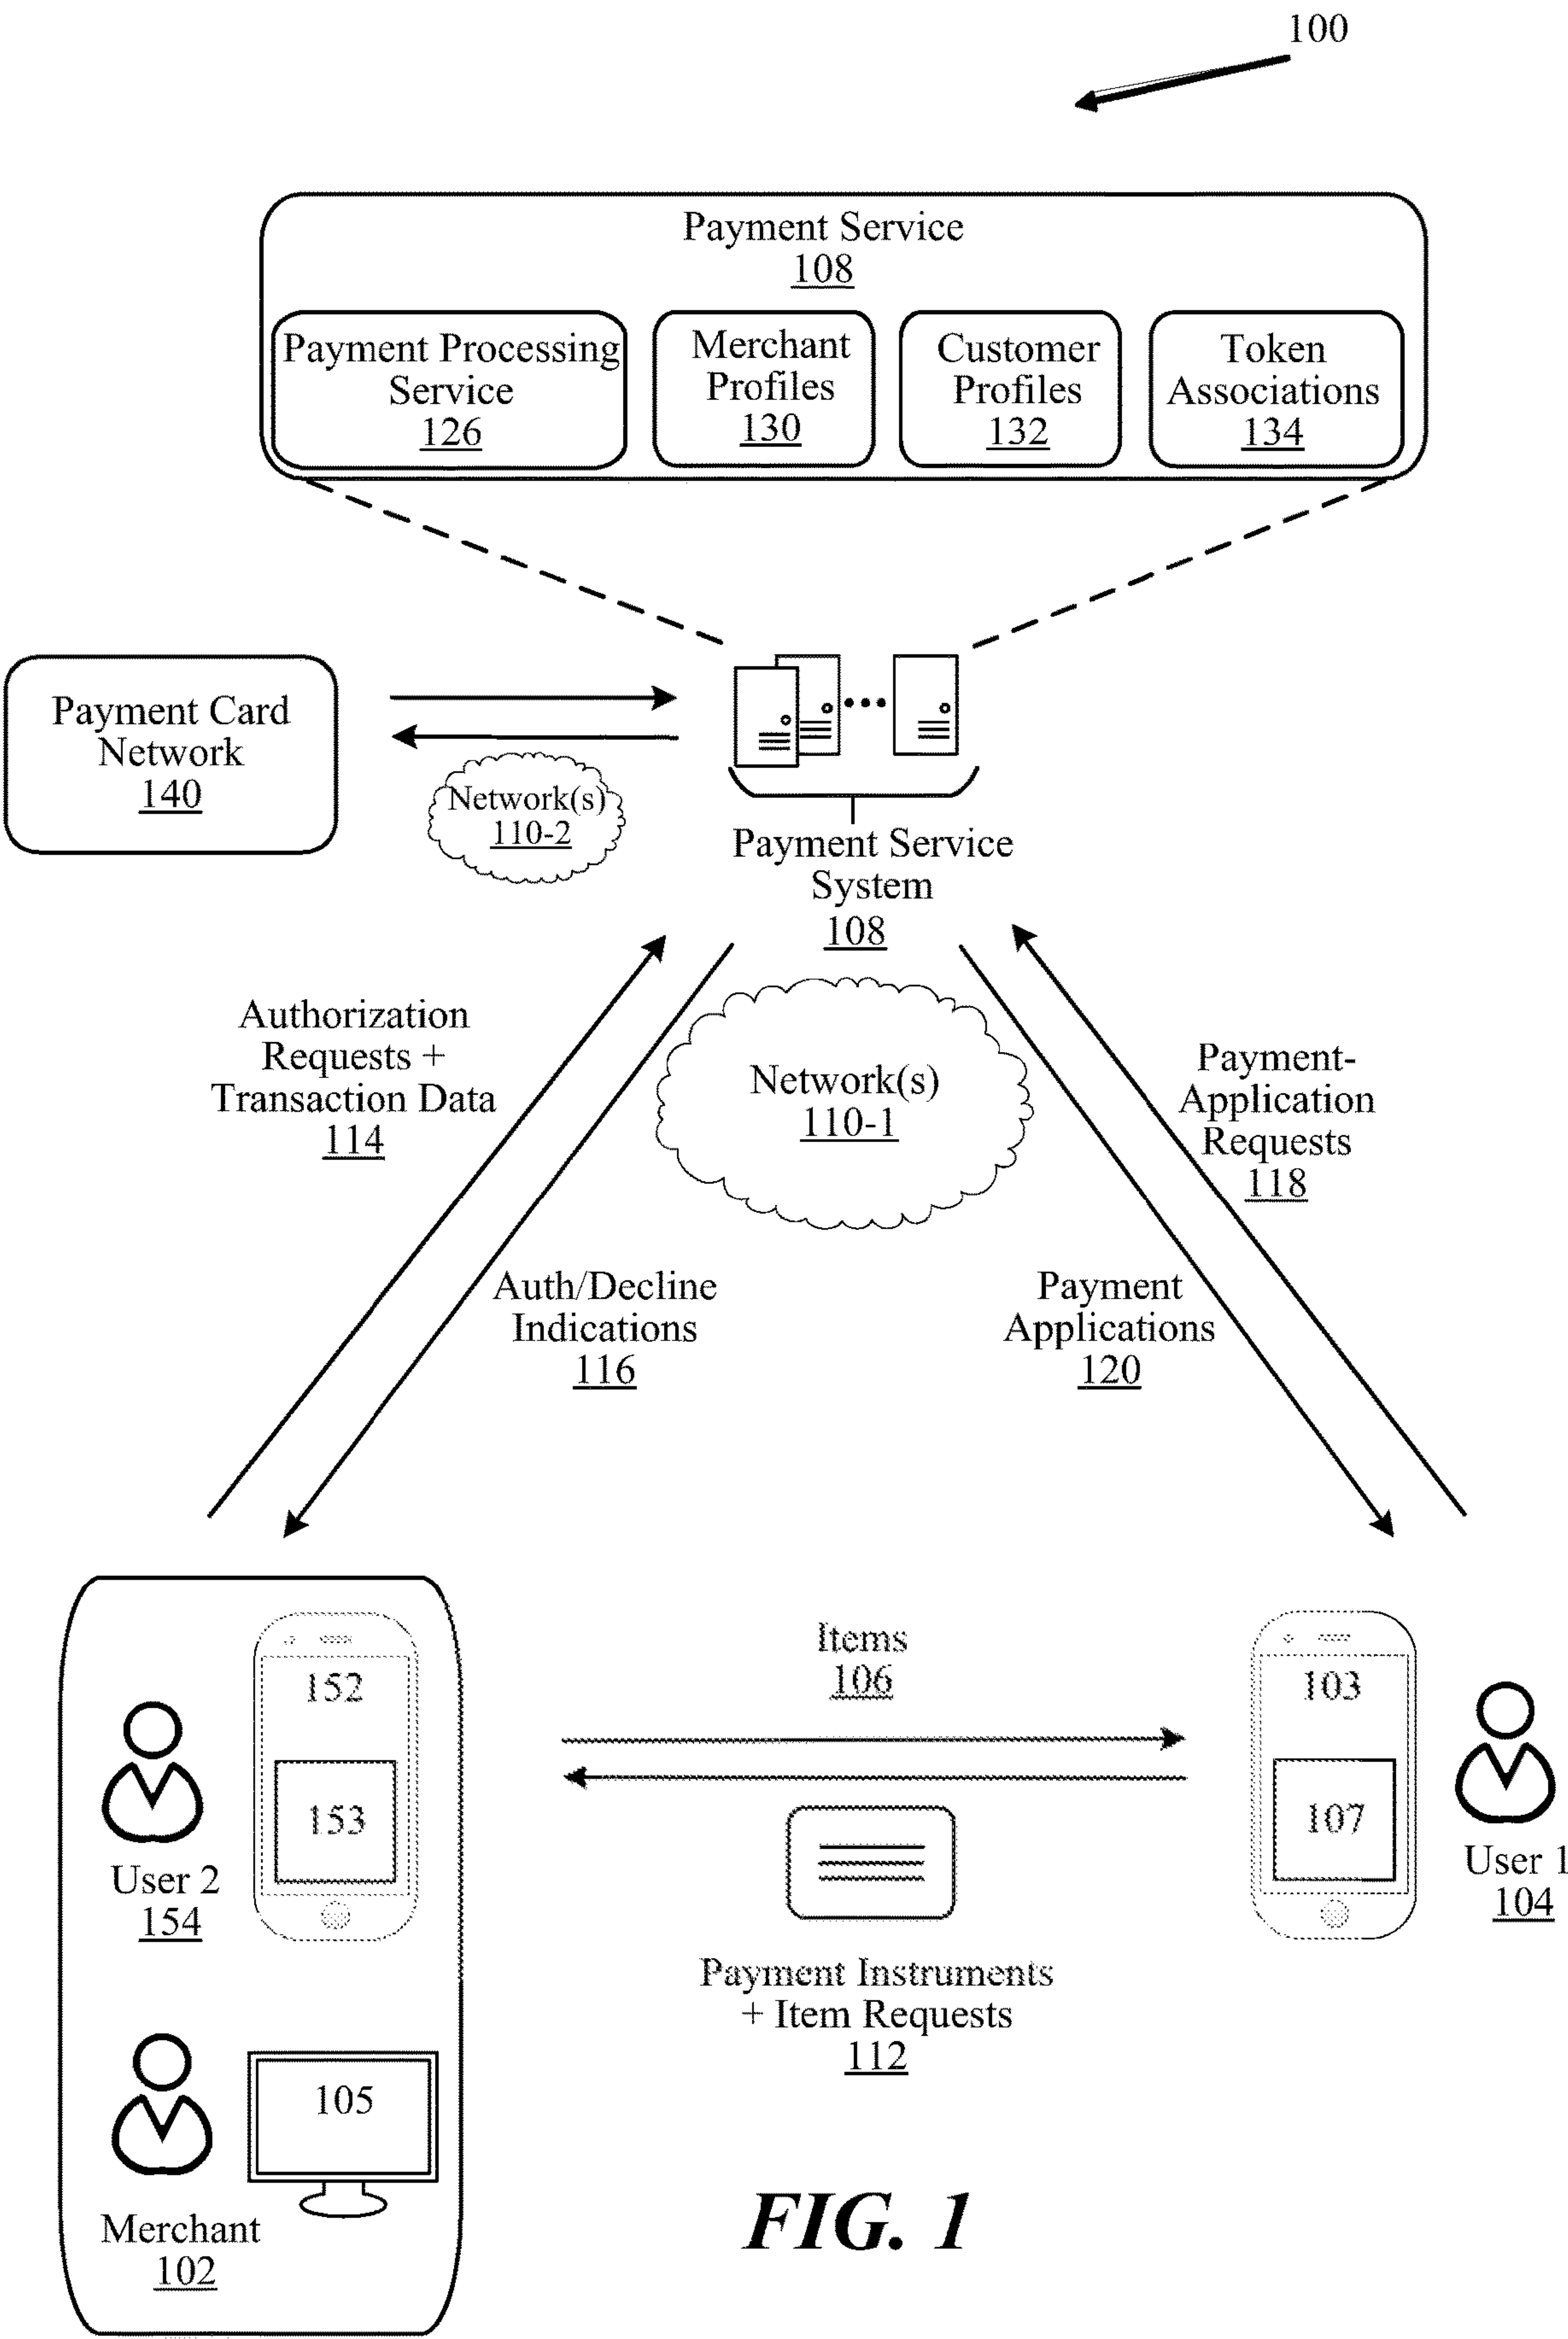 100
Payment Service
108
Payment Processing
Service
126
Merchant
Profiles
130
Customer
Profiles
132
Token
Associations
134
Payment Card
Network
140
Network(s)
110-2
Payment Service
System
108
Authorization
Requests +
Transaction Data
114
Network(s)
110-1
Payment-
Application
Requests
118
Auth/Decline
Indications
116
Payment
Applications
120
152
153
User 2
154
Items
106
103
107
User 1
104
Payment Instruments
+ Item Requests
112
105
Merchant
102
FIG. 1